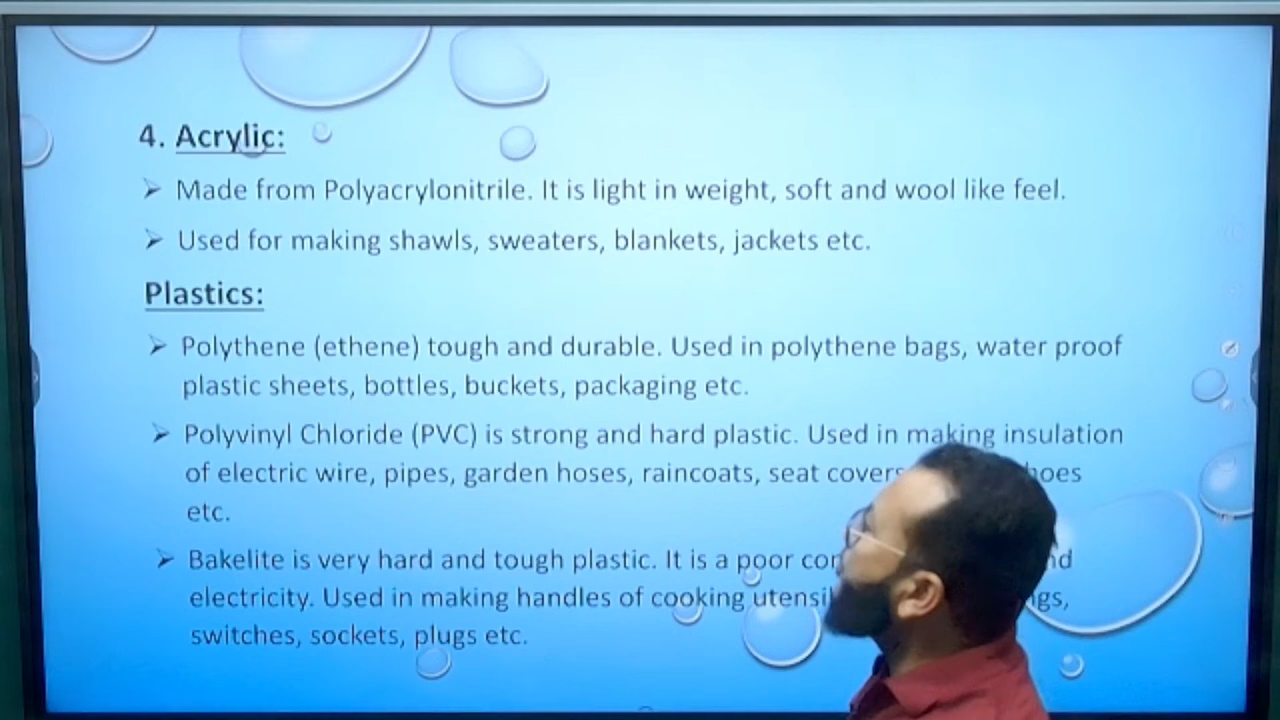 4. Acrylic:
Made from Polyacrylonitrile. It is light in weight, soft and wool like feel.
Used for making shawls, sweaters, blankets, jackets etc.
Plastics:
Polythene (ethene) tough and durable. Used in polythene bags, water proof
plastic sheets, bottles, buckets, packaging etc.
Polyvinyl Chloride (PVC) is strong and hard plastic. Used in making insulation
of electric wire, pipes, garden hoses, raincoats, seat
etc.
Bakelite is very hard and tough plastic. It is a poor
electricity. Used in making handles of cooking
switches, sockets, plugs etc.